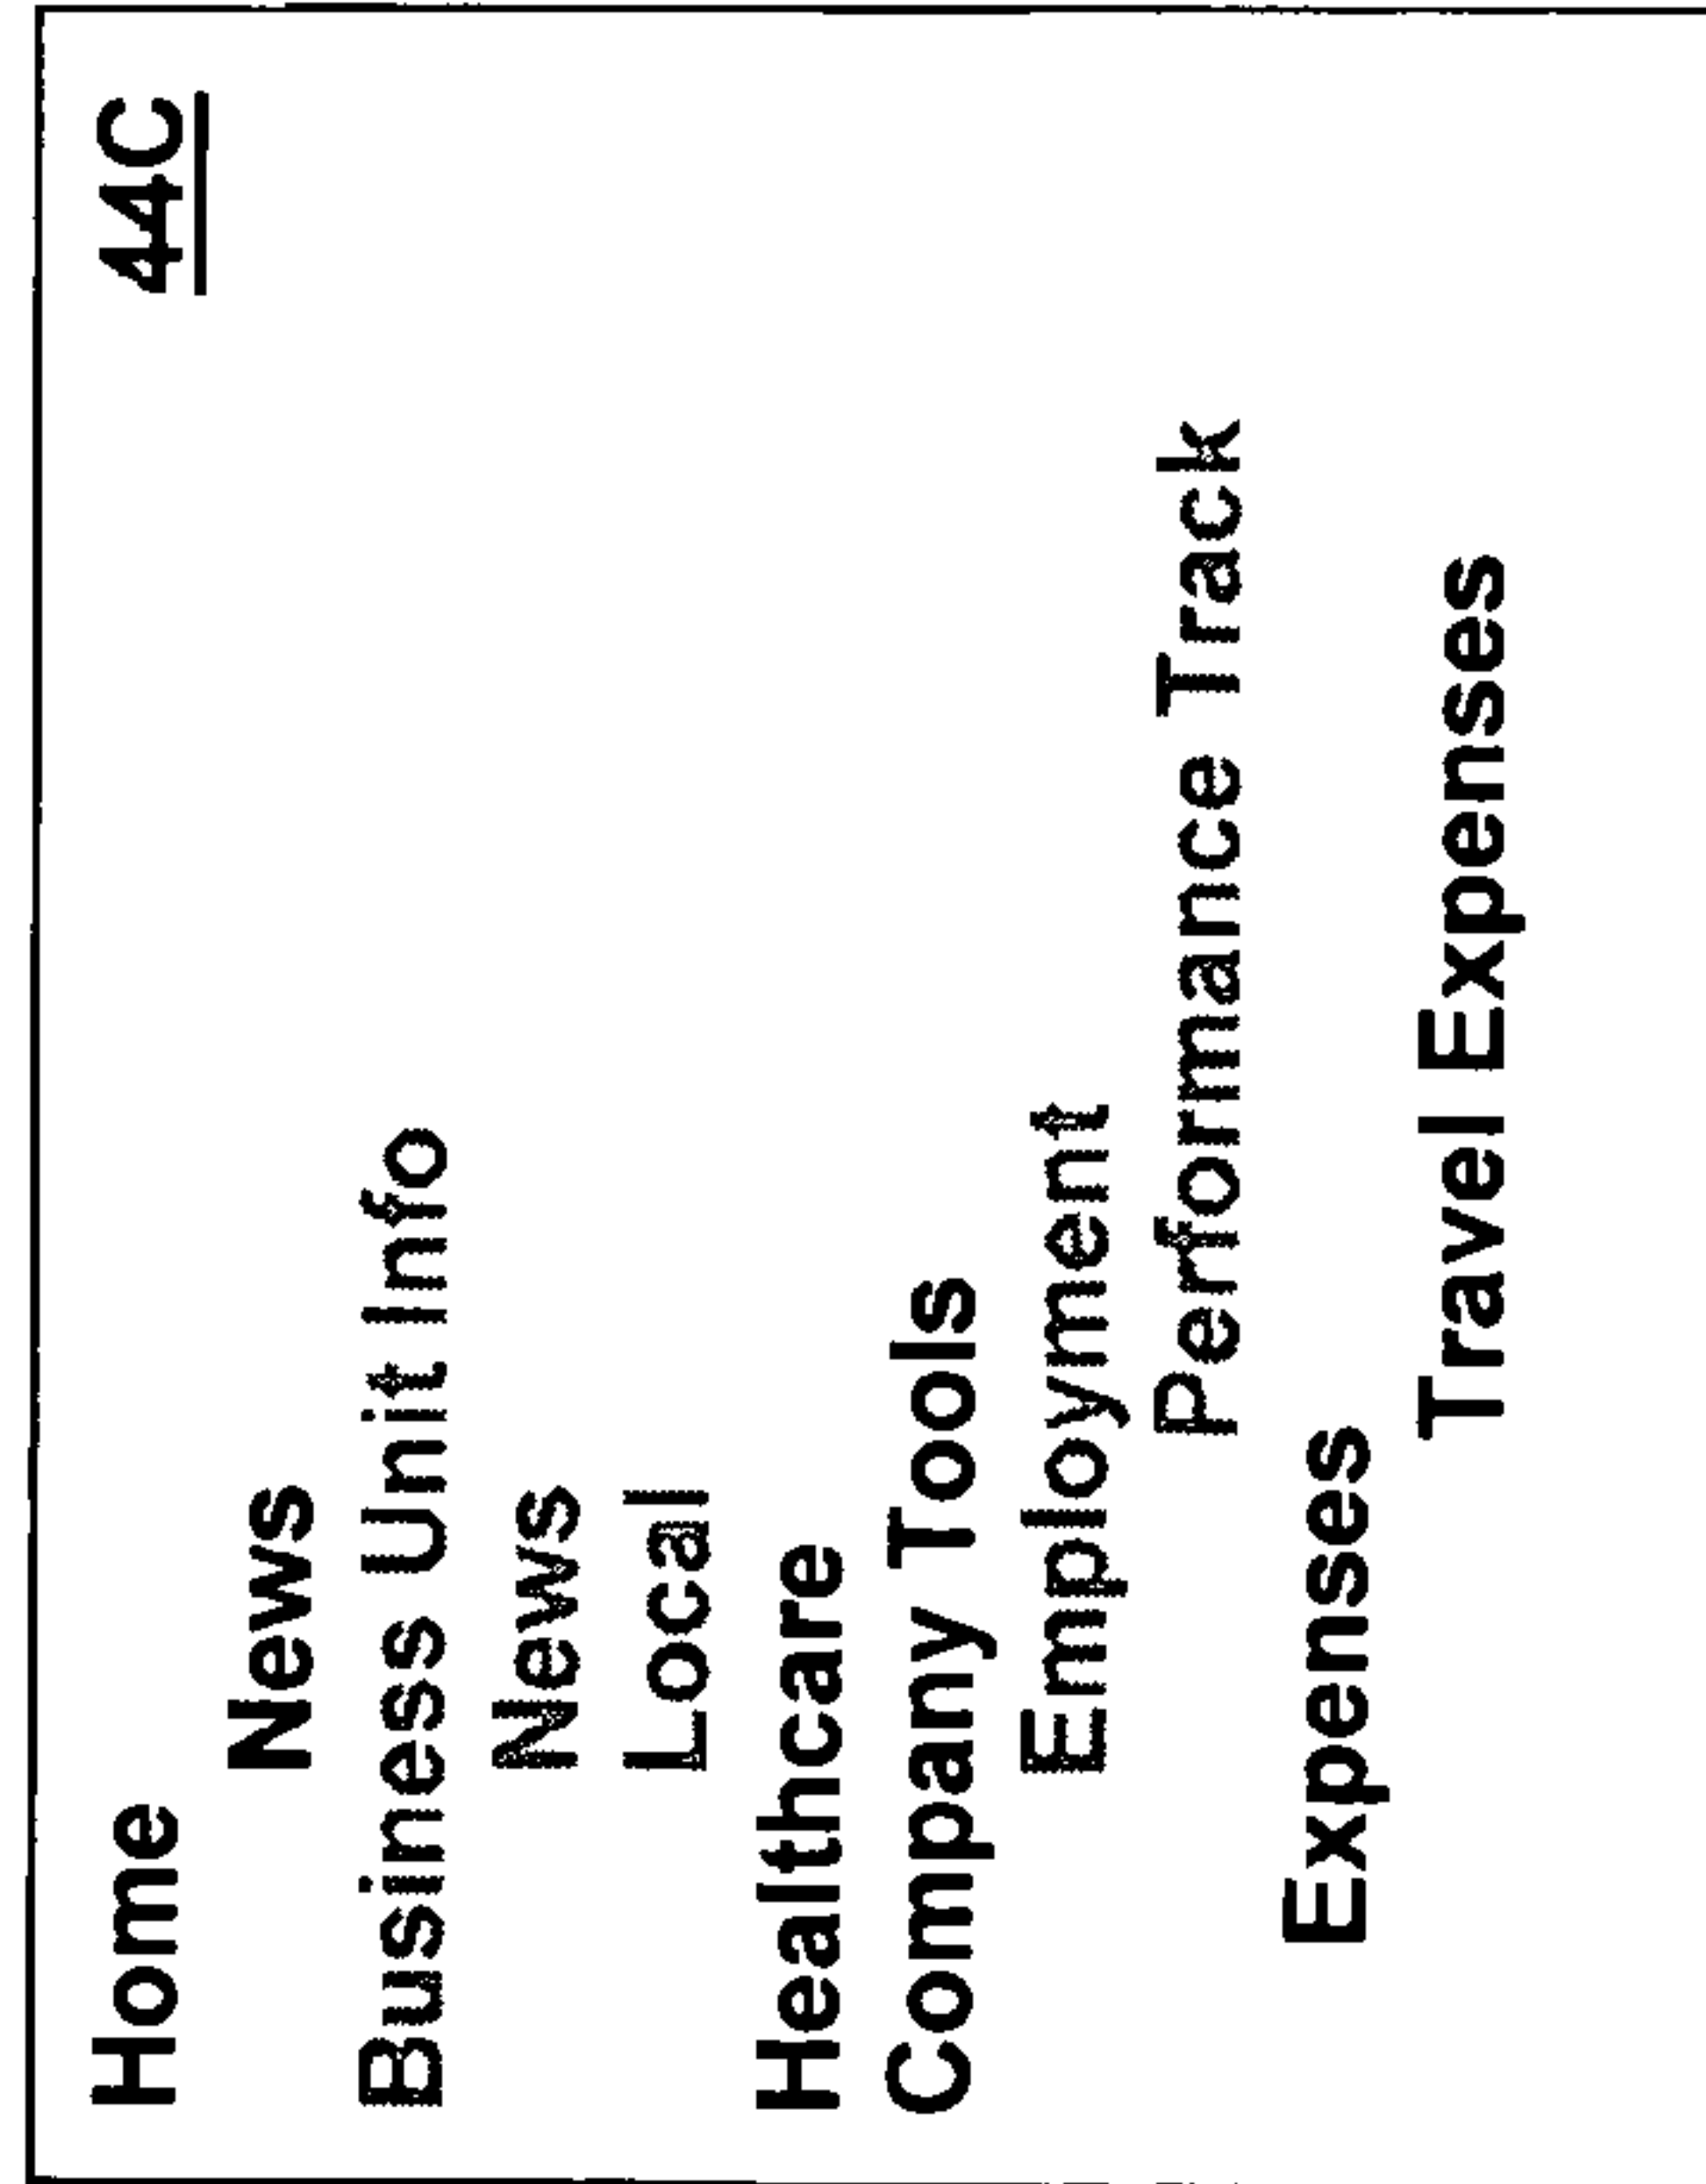 Home 44C
News
Business Unit Info
News
Local
Healthcare
Company Tools
Employment
Performance Track
Expenses
Travel Expenses